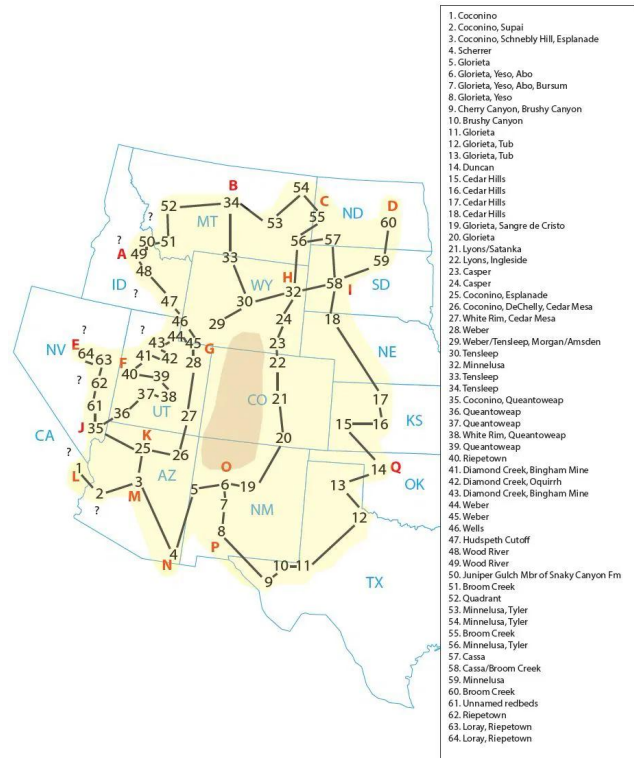 1. Coconino
2. Coconino, Supai
3. Coconino, Schnebly Hill, Esplanade
4. Scherrer
5. Glorieta
6. Glorieta, Yeso, Abo
7. Glorieta, Yeso, Abo, Bursum
8. Glorieta, Yeso
9. Cherry Canyon, Brushy Canyon
10. Brushy Canyon
11. Glorieta
12. Glorieta, Tub
13. Glorieta, Tub
14. Duncan
15. Cedar Hills
16. Cedar Hills
17. Cedar Hills
18. Cedar Hills
19. Glorieta, Sangre de Cristo
20. Glorieta
21. Lyons/Satanka
22. Lyons, Ingleside
23. Casper
24. Casper
25. Coconino, Esplanade
26. Coconino, DeChelly, Cedar Mesa
27. White Rim, Cedar Mesa
28. Weber
29. Weber/Tensleep, Morgan/Amsden
30. Tensleep
32. Minnelusa
33. Tensleep
34. Tensleep
35. Coconino, Queantoweap
36. Queantoweap
37. Queantoweap
38. White Rim, Queantoweap
39. Queantoweap
40. Riepetown
41. Diamond Creek, Bingham Mine
42. Diamond Creek, Oquirrh
43. Diamond Creek, Bingham Mine
44. Weber
45. Weber
46. Wells
47. Hudspeth Cutoff
48. Wood River
49. Wood River
50. Juniper Gulch Mbr of Snaky Canyon Fm
51. Broom Creek
52. Quadrant
53. Minnelusa, Tyler
54. Minnelusa, Tyler
55. Broom Creek
56. Minnelusa, Tyler
57. Cassa
58. Cassa/Broom Creek
59. Minnelusa
60. Broom Creek
61. Unnamed redbeds
62. Riepetown
63. Loray, Riepetown
64. Loray, Riepetown
B
54
C
D
52
34
55
ND
60
?
MT
53
?
50
51
56
57
A
49
33
59
48
H
WY
58
I
SD
ID
?
32
47
30
24
18
46
29
?
?
44
E
43
45
G
23
NE
64
63
F
41
42
28
22
NV
40
39
?
62
37
38
CO
21
17
61
36
UT
27
KS
J
35
15
16
CA
K
20
?
25
26
O
14
Q
1
AZ
L
3
5
6
19
13
OK
2
M
7
NM
12
?
8
4
P
10
11
N
9
TX